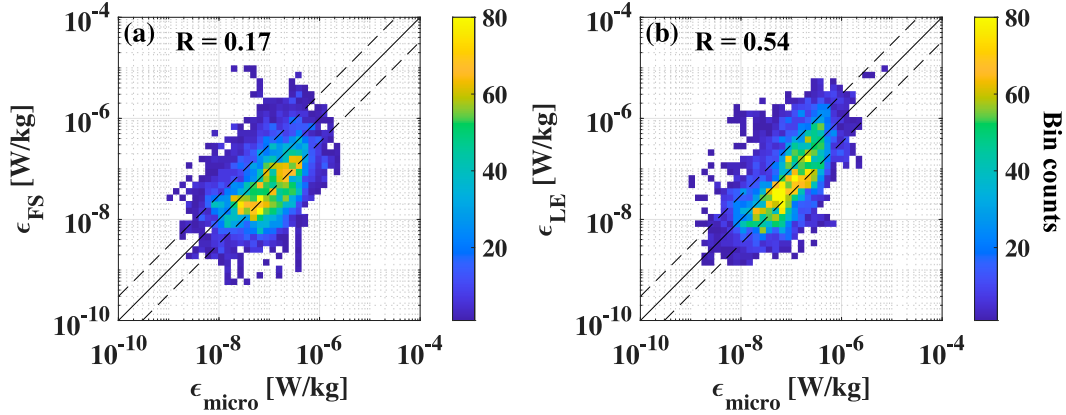 (a) R = 0.17
10^-4
10^-6
10^-8
10^-10
ϵ_FS [W/kg]
10^-10 10^-8 10^-6 10^-4
ϵ_micro [W/kg]
80
60
40
20
(b) R = 0.54
10^-4
10^-6
10^-8
10^-10
ϵ_LE [W/kg]
10^-10 10^-8 10^-6 10^-4
ϵ_micro [W/kg]
80
60
40
20
Bin counts